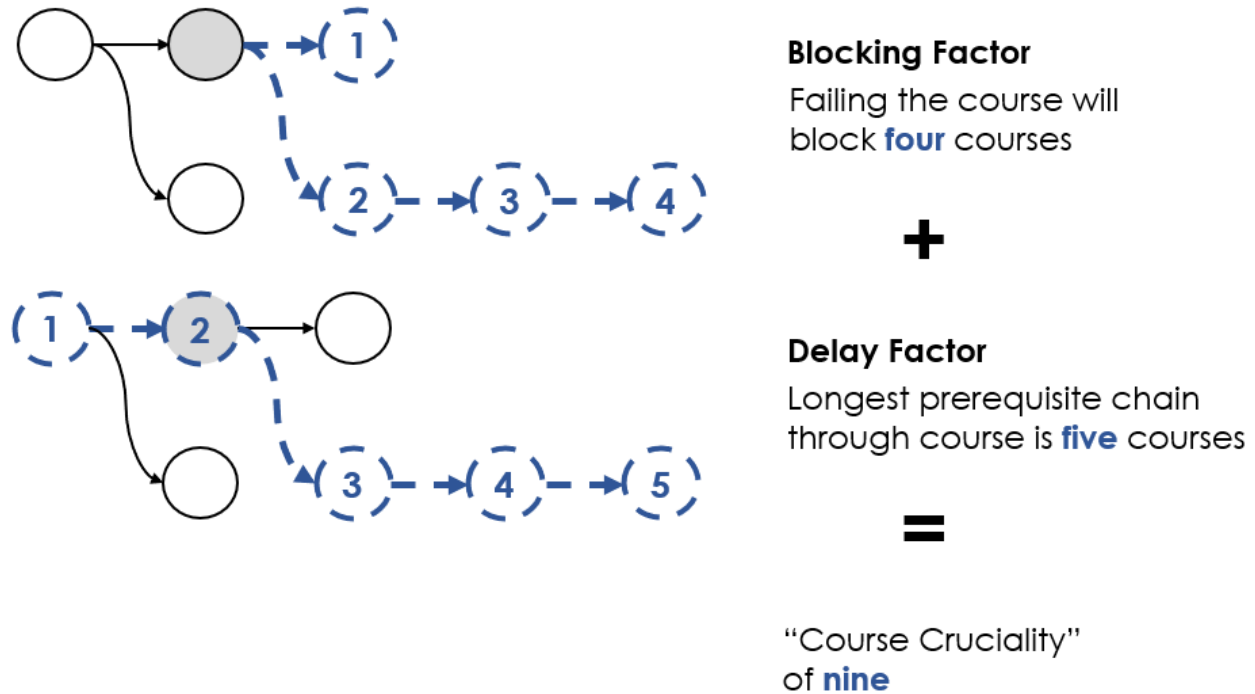 1
Blocking Factor
Failing the course will
block four courses
2 3 4
+
1 2
Delay Factor
Longest prerequisite chain
through course is five courses
3 4 5
=
“Course Cruciality”
of nine